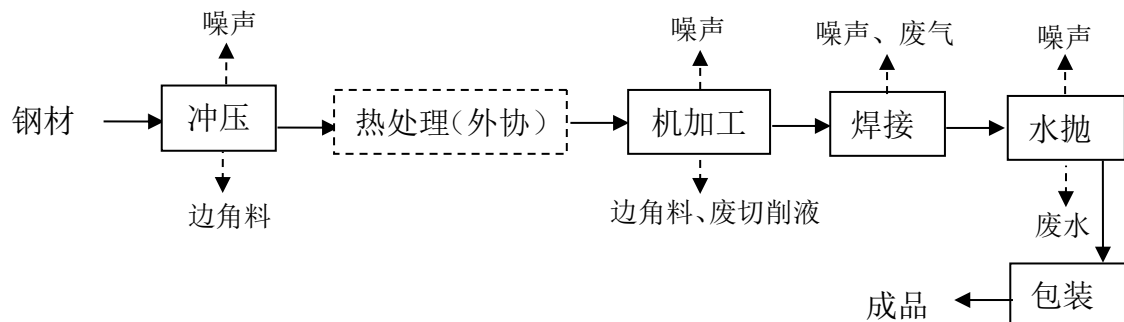 噪声
噪声
噪声、废气
噪声
钢材
冲压
热处理（外协）
机加工
焊接
水抛
边角料
边角料、废切削液
废水
成品
包装